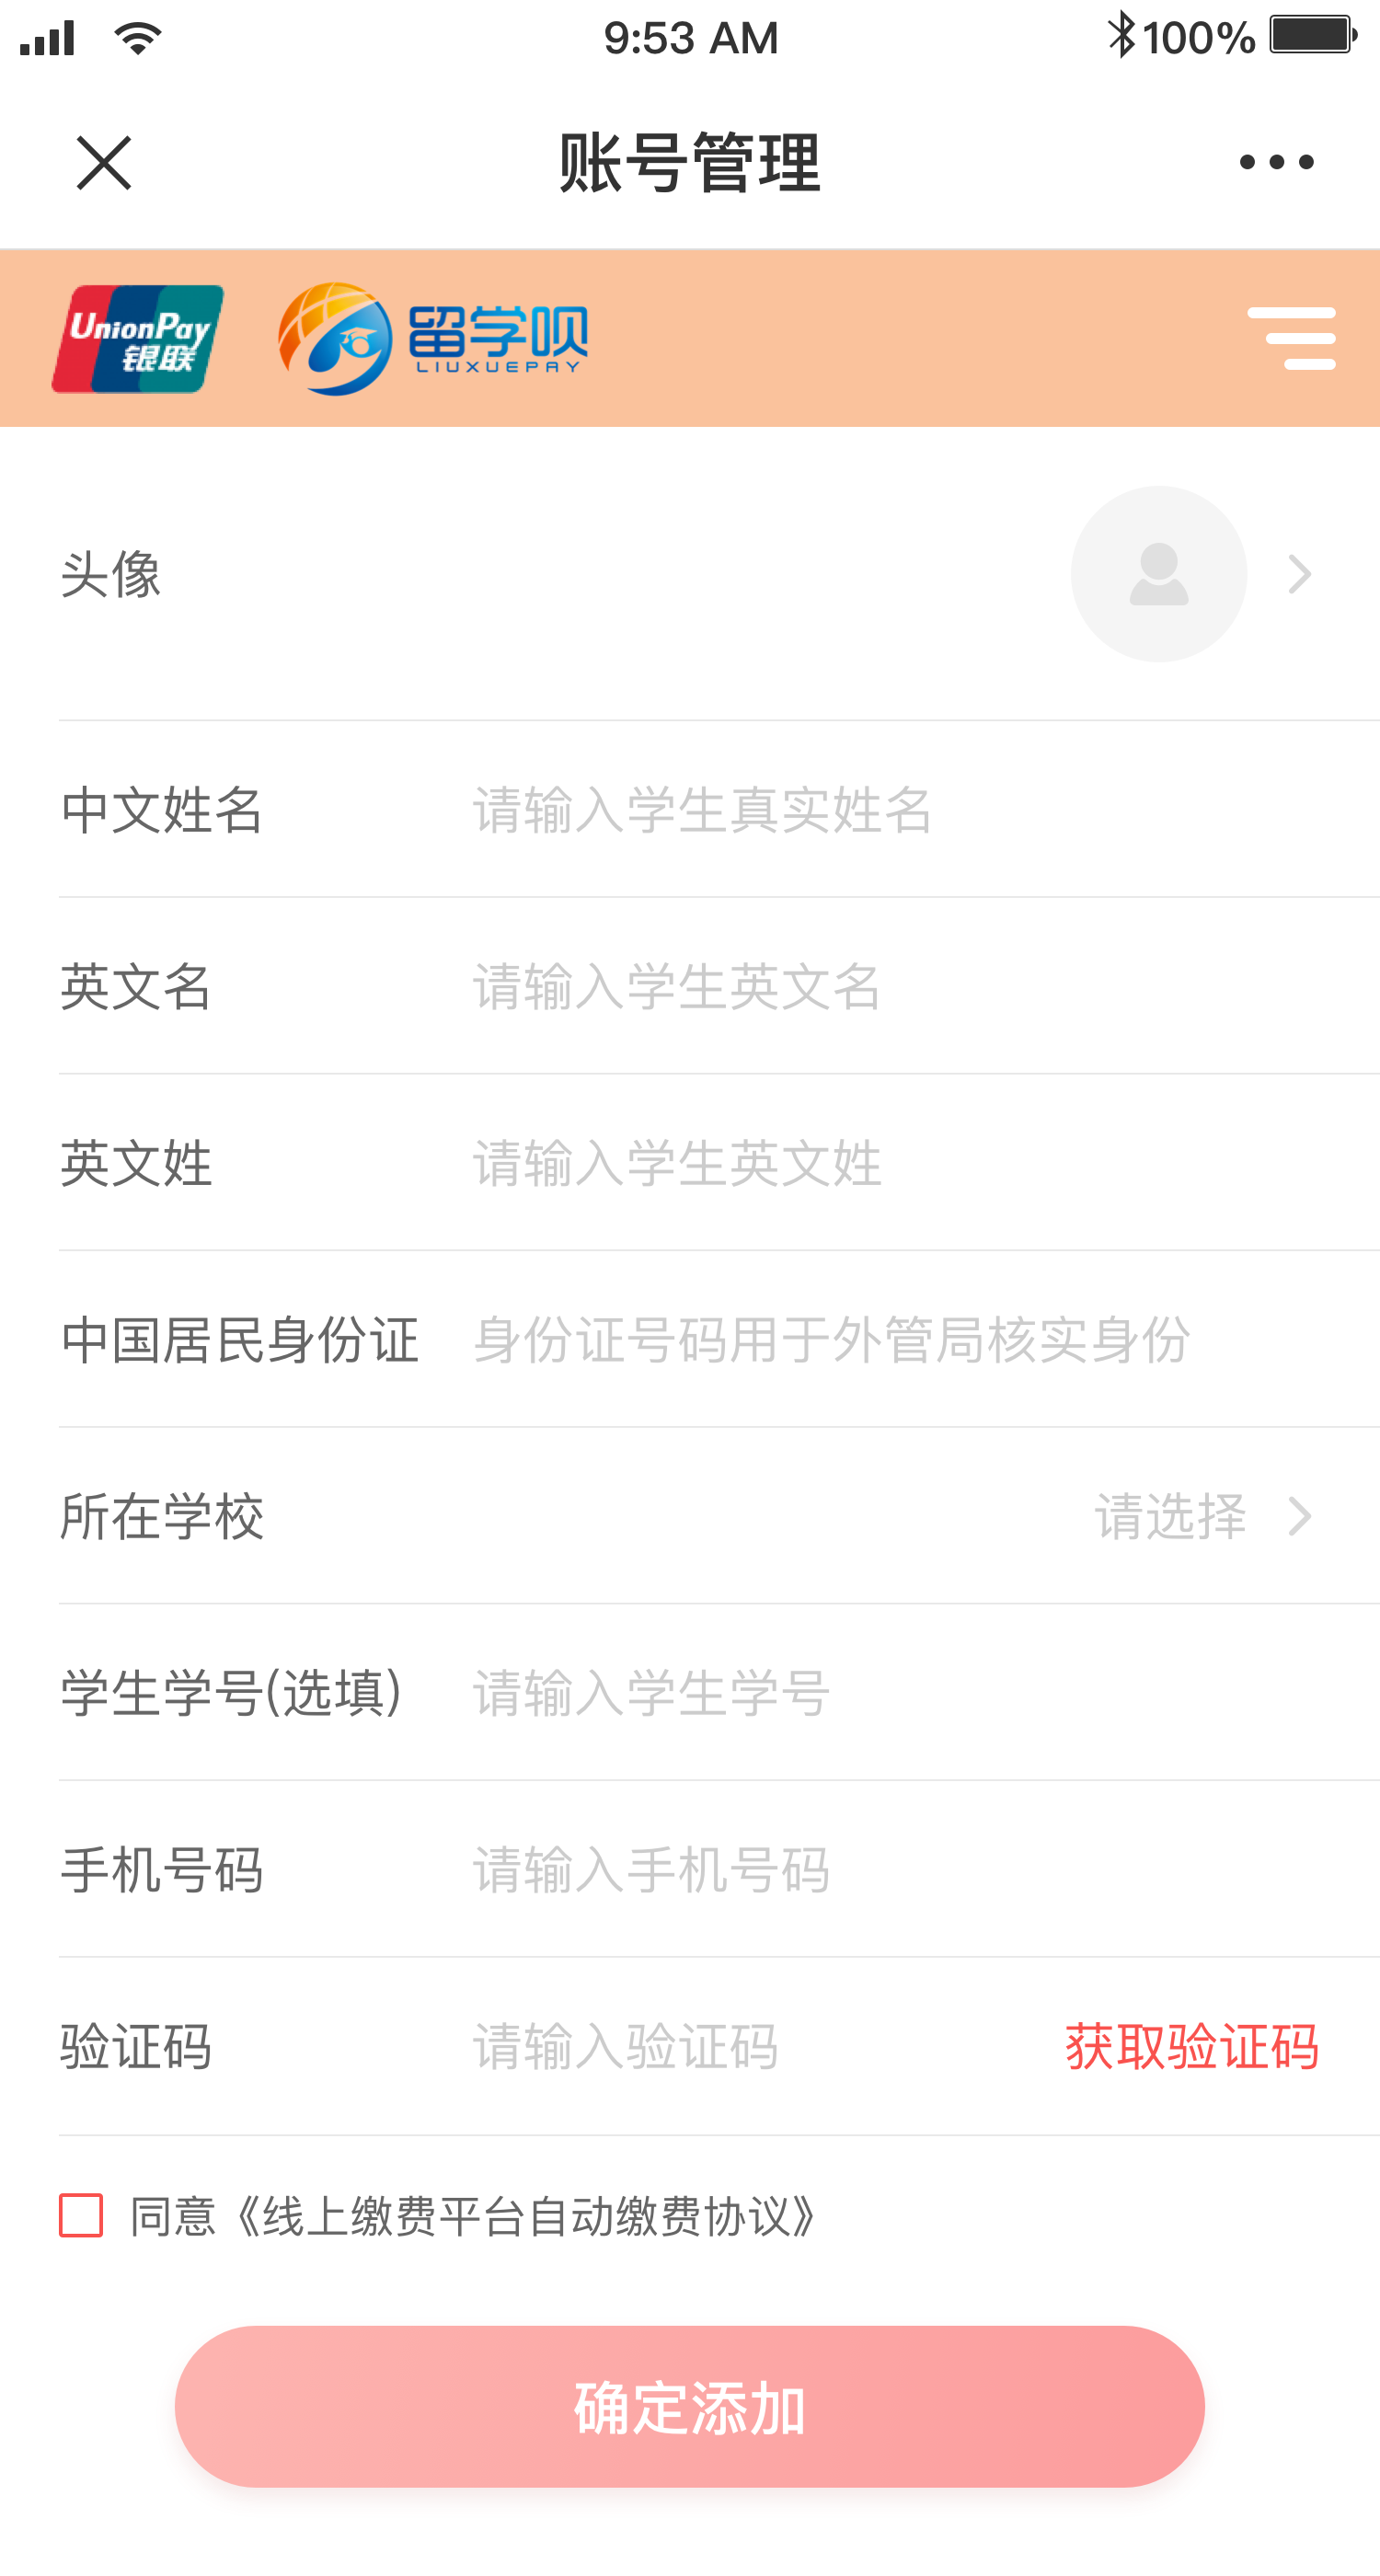 9:53 AM
100%
账号管理
UnionPay
银联
留学呗
LIUXUEPAY
头像
中文姓名 请输入学生真实姓名
英文名 请输入学生英文名
英文姓 请输入学生英文姓
中国居民身份证 身份证号码用于外管局核实身份
所在学校 请选择
学生学号(选填) 请输入学生学号
手机号码 请输入手机号码
验证码 请输入验证码 获取验证码
同意《线上缴费平台自动缴费协议》
确定添加